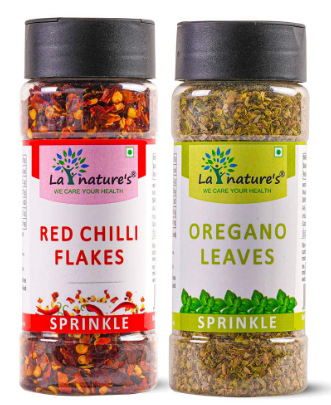 La nature's®
WE CARE YOUR HEALTH
RED CHILLI
FLAKES
SPRINKLE
La nature's®
WE CARE YOUR HEALTH
OREGANO
LEAVES
SPRINKLE